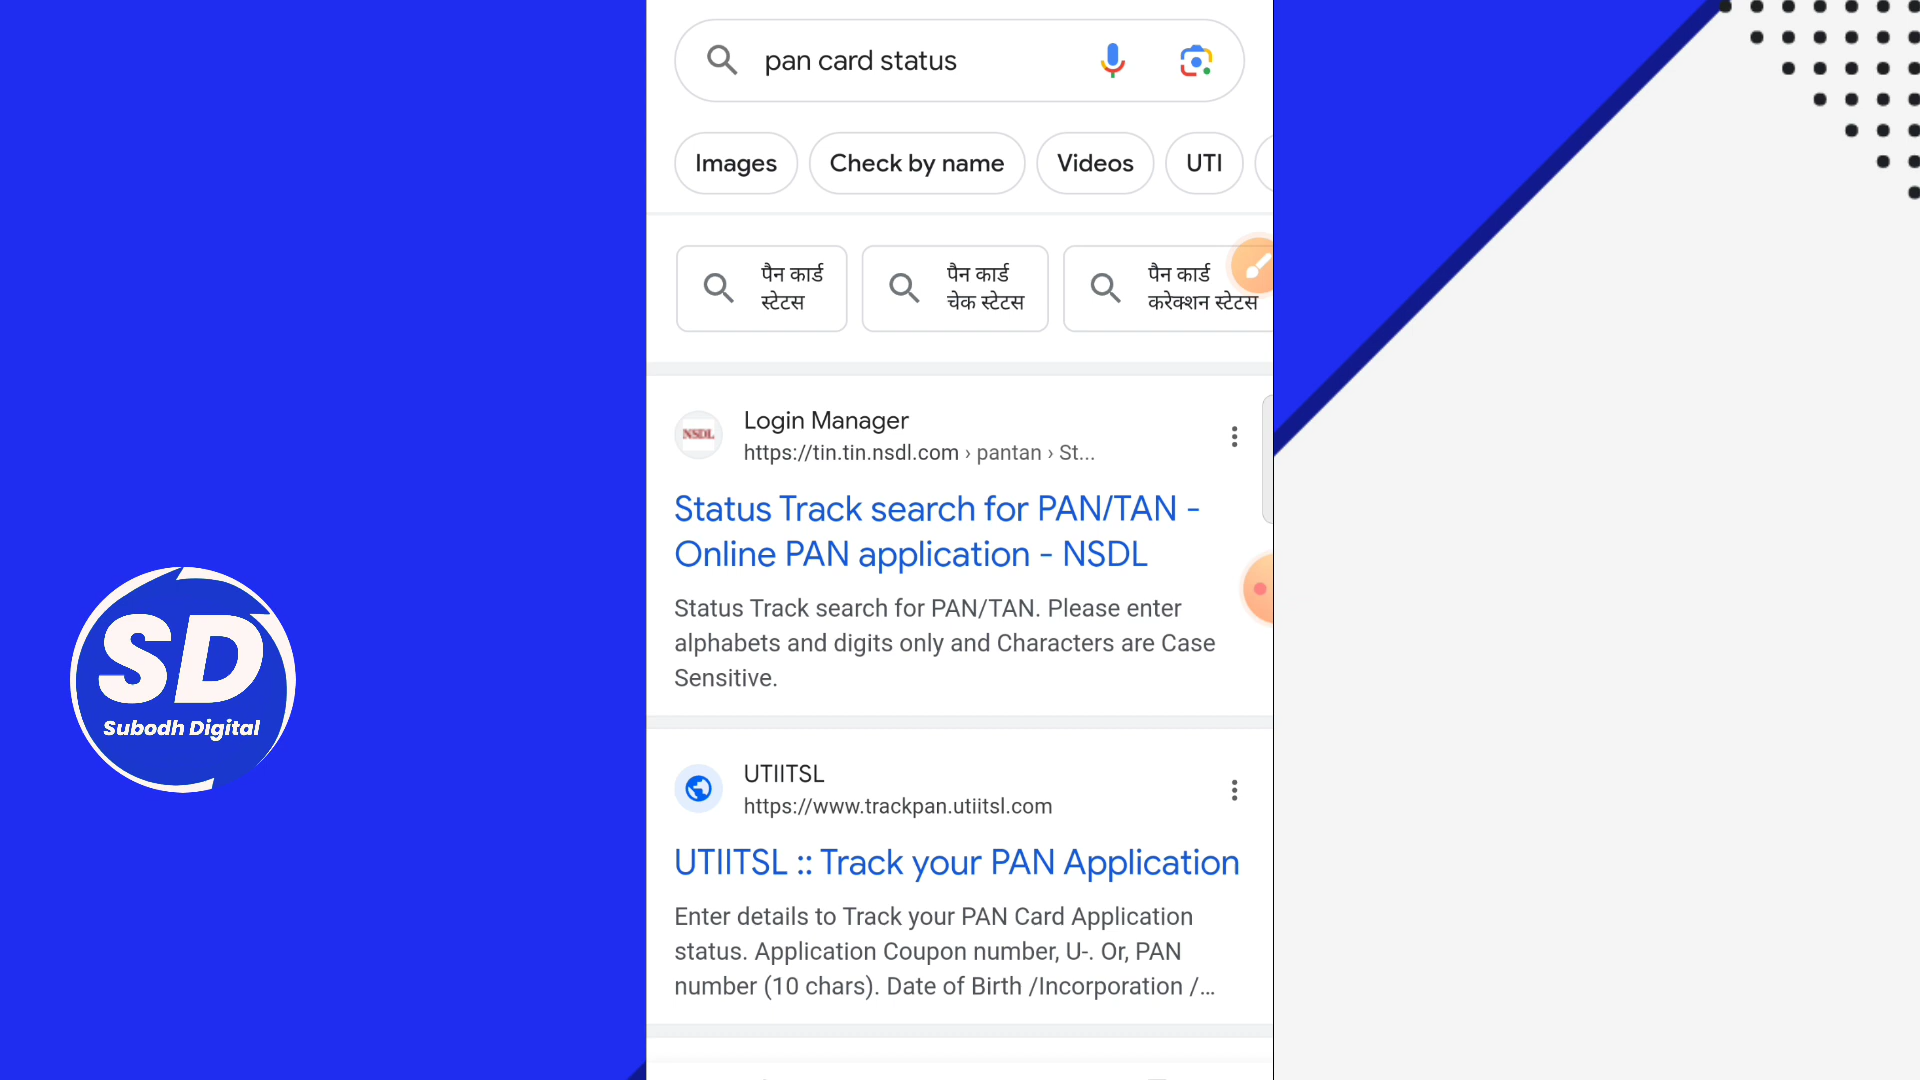 pan card status
Images
Check by name
Videos
UTI
पैन कार्ड
स्टेटस
पैन कार्ड
चेक स्टेटस
पैन कार्ड
करेक्शन स्टेटस
NSDL
Login Manager
https://tin.tin.nsdl.com › pantan › St...
Status Track search for PAN/TAN -
Online PAN application - NSDL
Status Track search for PAN/TAN. Please enter
alphabets and digits only and Characters are Case
Sensitive.
UTIITSL
https://www.trackpan.utiitsl.com
UTIITSL :: Track your PAN Application
Enter details to Track your PAN Card Application
status. Application Coupon number, U-. Or, PAN
number (10 chars). Date of Birth /Incorporation /...
SD
Subodh Digital